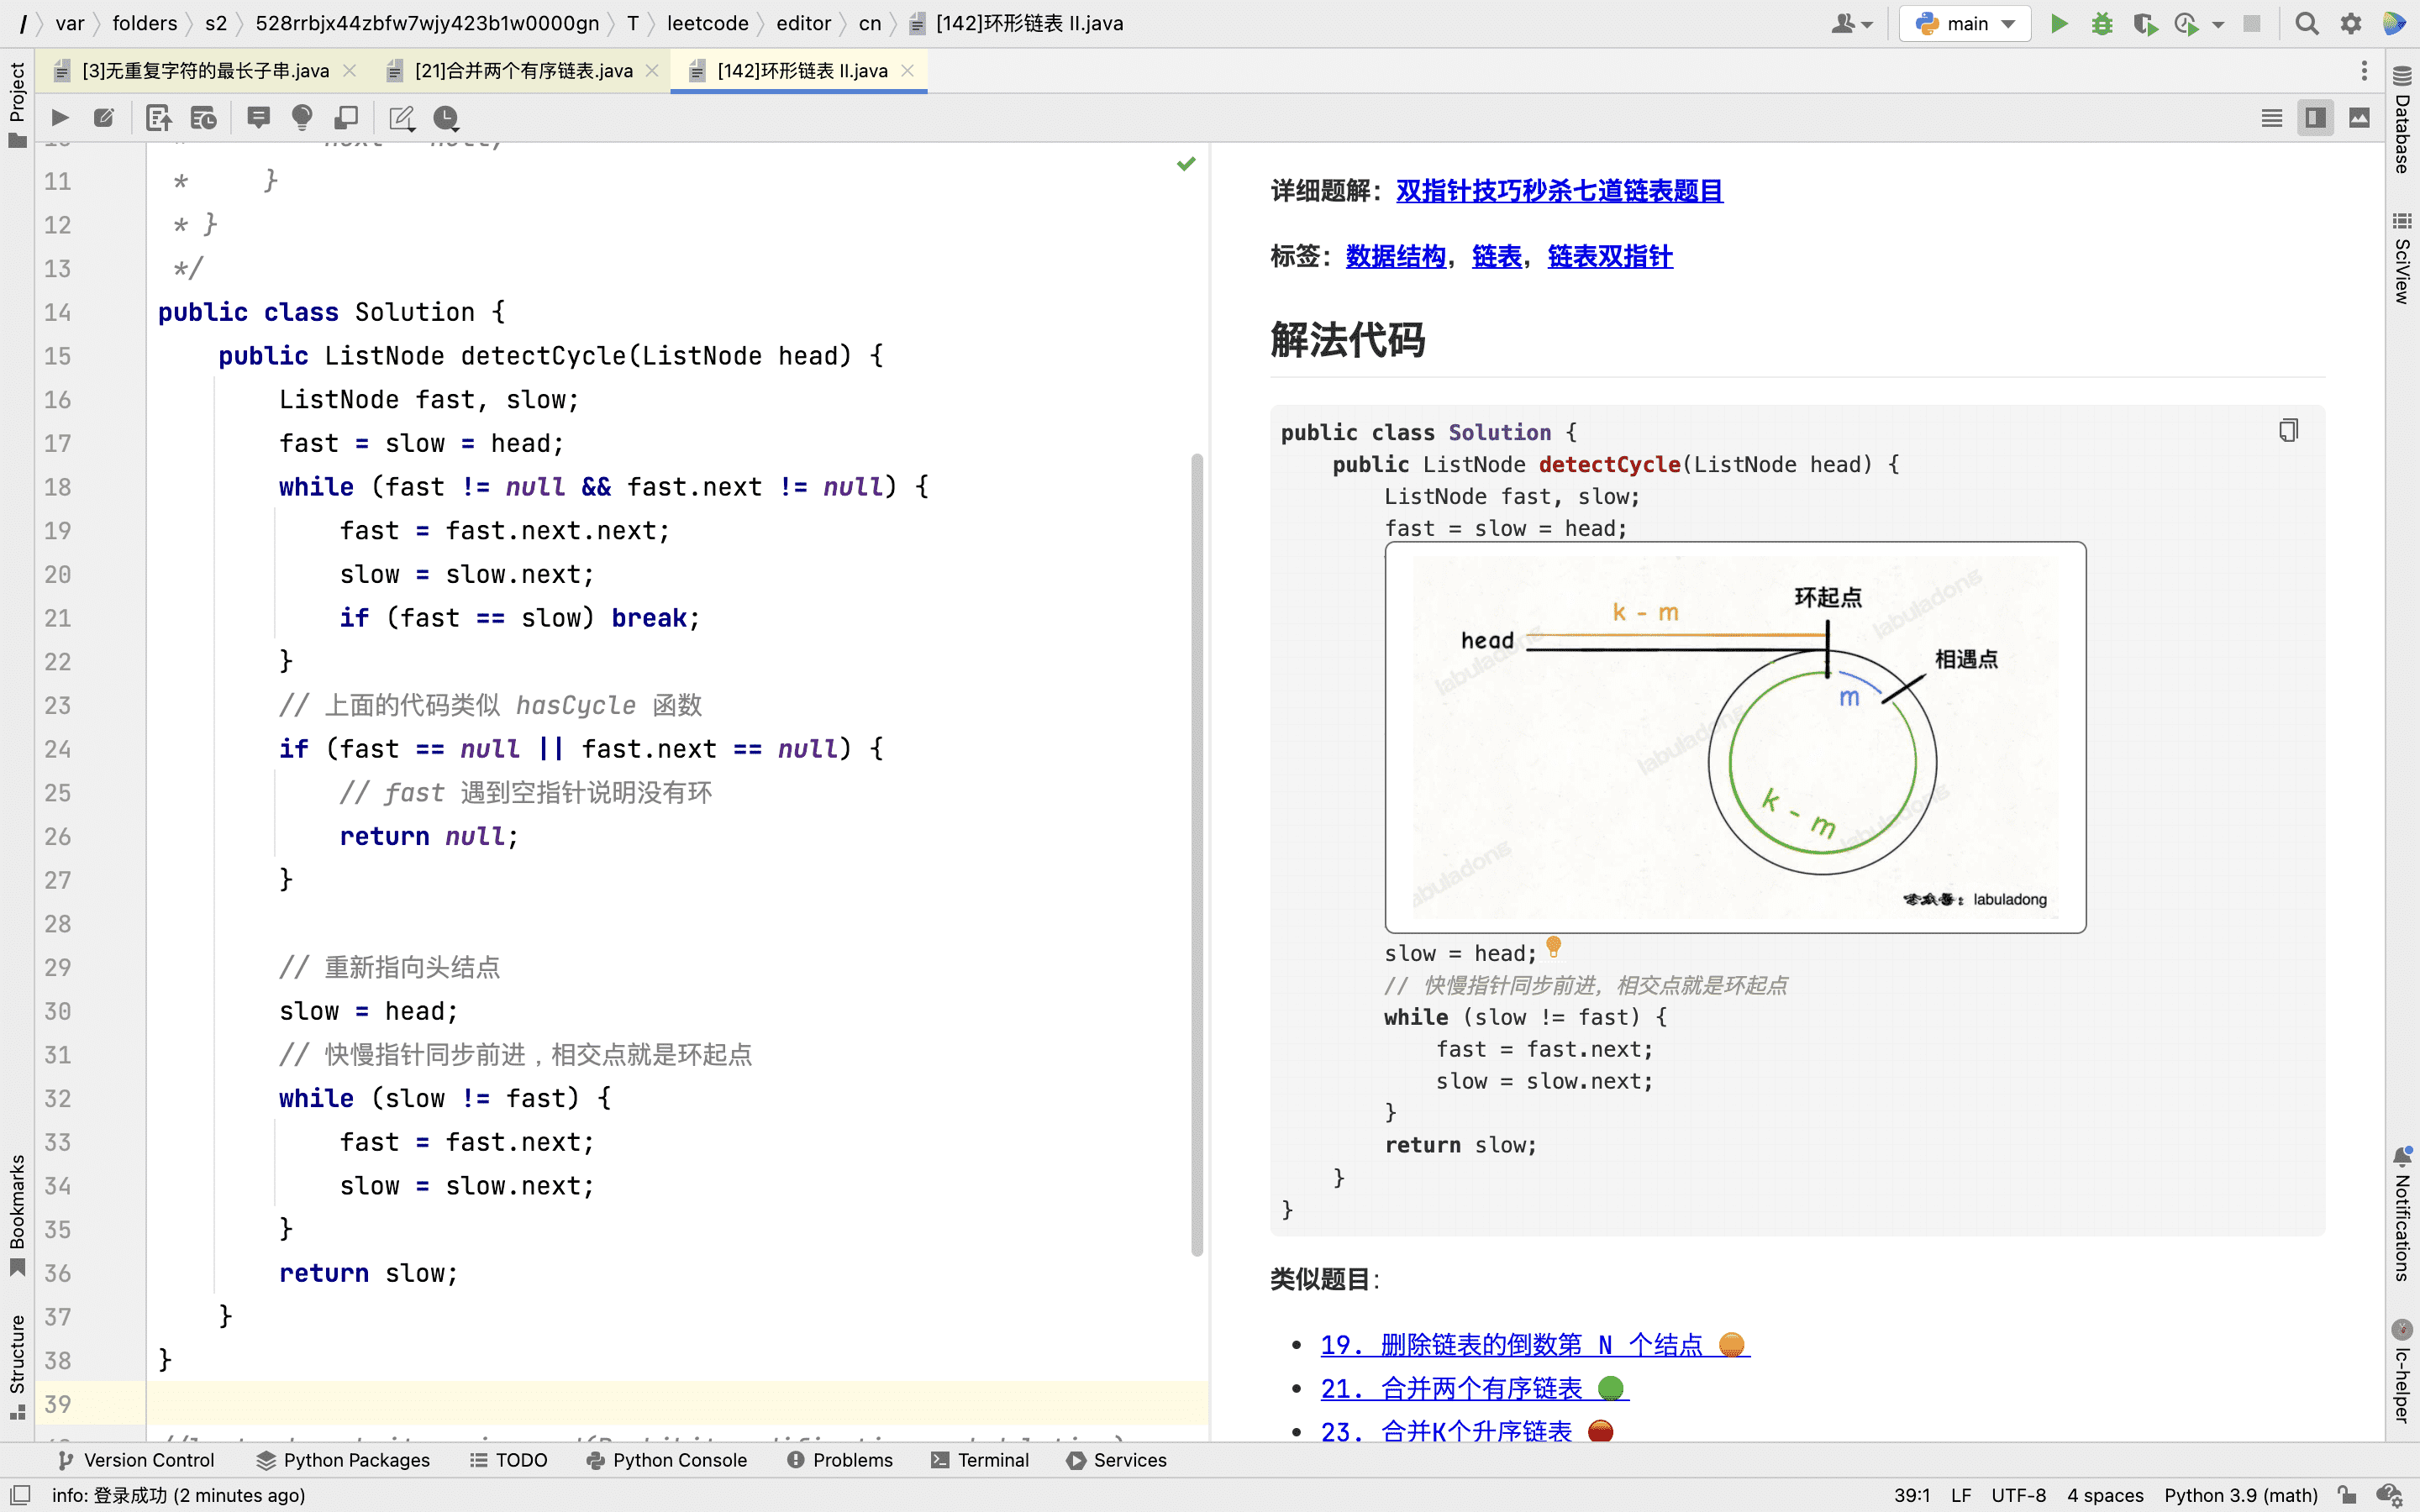 / var folders s2 528rrbjx44zbfw7wjy423b1w0000gn T leetcode editor cn [142]环形链表 II.java
main
[3]无重复字符的最长子串.java [21]合并两个有序链表.java [142]环形链表 II.java
Project
Bookmarks
Structure
11 * }
12 * }
13 */
14 public class Solution {
15 public ListNode detectCycle(ListNode head) {
16 ListNode fast, slow;
17 fast = slow = head;
18 while (fast != null && fast.next != null) {
19 fast = fast.next.next;
20 slow = slow.next;
21 if (fast == slow) break;
22 }
23 // 上面的代码类似 hasCycle 函数
24 if (fast == null || fast.next == null) {
25 // fast 遇到空指针说明没有环
26 return null;
27 }
28
29 // 重新指向头结点
30 slow = head;
31 // 快慢指针同步前进，相交点就是环起点
32 while (slow != fast) {
33 fast = fast.next;
34 slow = slow.next;
35 }
36 return slow;
37 }
38 }
39
详细题解：双指针技巧秒杀七道链表题目
标签：数据结构，链表，链表双指针
解法代码
public class Solution {
public ListNode detectCycle(ListNode head) {
ListNode fast, slow;
fast = slow = head;
k - m
环起点
head
相遇点
m
k - m
labuladong
labuladong
labuladong
labuladong
labuladong
labuladong
：labuladong
slow = head;
// 快慢指针同步前进，相交点就是环起点
while (slow != fast) {
fast = fast.next;
slow = slow.next;
}
return slow;
}
}
类似题目：
• 19. 删除链表的倒数第 N 个结点
• 21. 合并两个有序链表
• 23. 合并K个升序链表
Database
SciView
Notifications
lc-helper
Version Control Python Packages TODO Python Console Problems Terminal Services
info: 登录成功 (2 minutes ago) 39:1 LF UTF-8 4 spaces Python 3.9 (math)